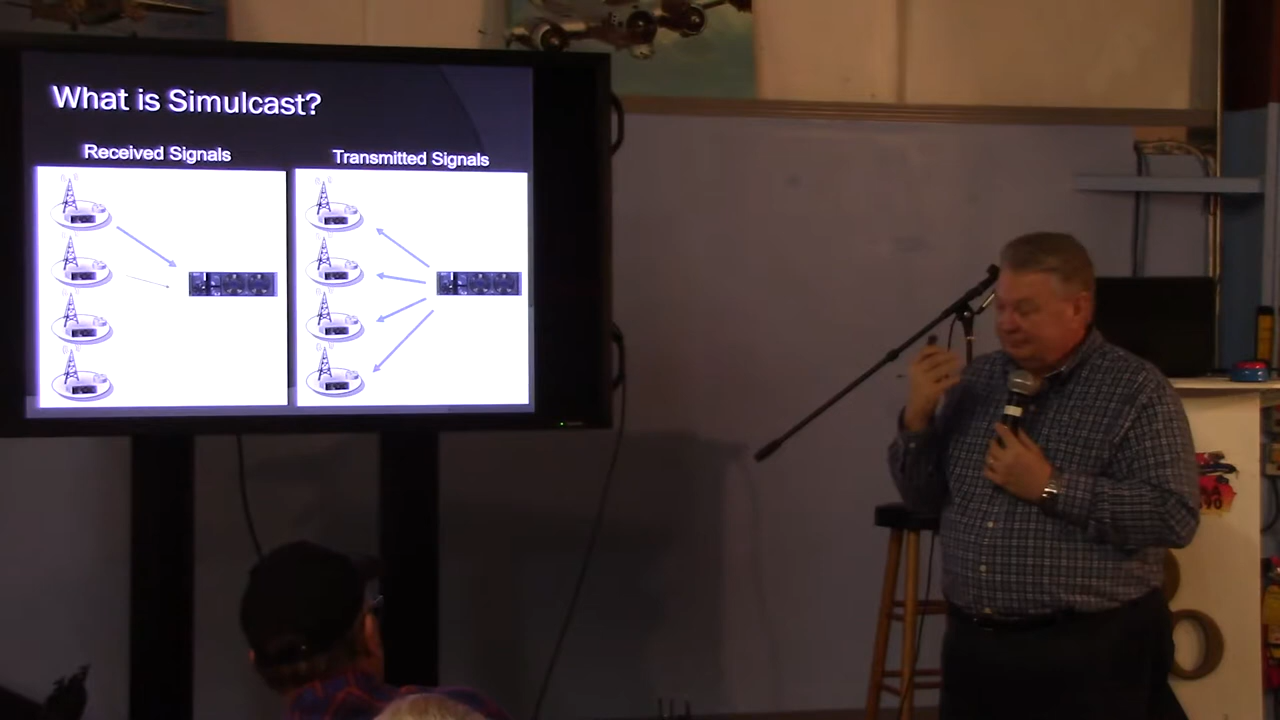 What is Simulcast?
Received Signals
Transmitted Signals